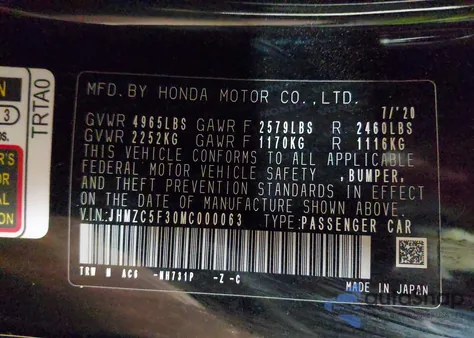 N
3
TRTA0
MFD. BY HONDA MOTOR CO., LTD.
7/'20
GVWR 4965LBS GAWR F 2579LBS R 2460LBS
GVWR 2252KG GAWR F 1170KG R 1116KG
THIS VEHICLE CONFORMS TO ALL APPLICABLE
FEDERAL MOTOR VEHICLE SAFETY ,BUMPER,
AND THEFT PREVENTION STANDARDS IN EFFECT
ON THE DATE OF MANUFACTURE SHOWN ABOVE.
V.I.N: JHMZC5F30MC000063 TYPE: PASSENGER CAR
-NH731P -Z -C
MADE IN JAPAN